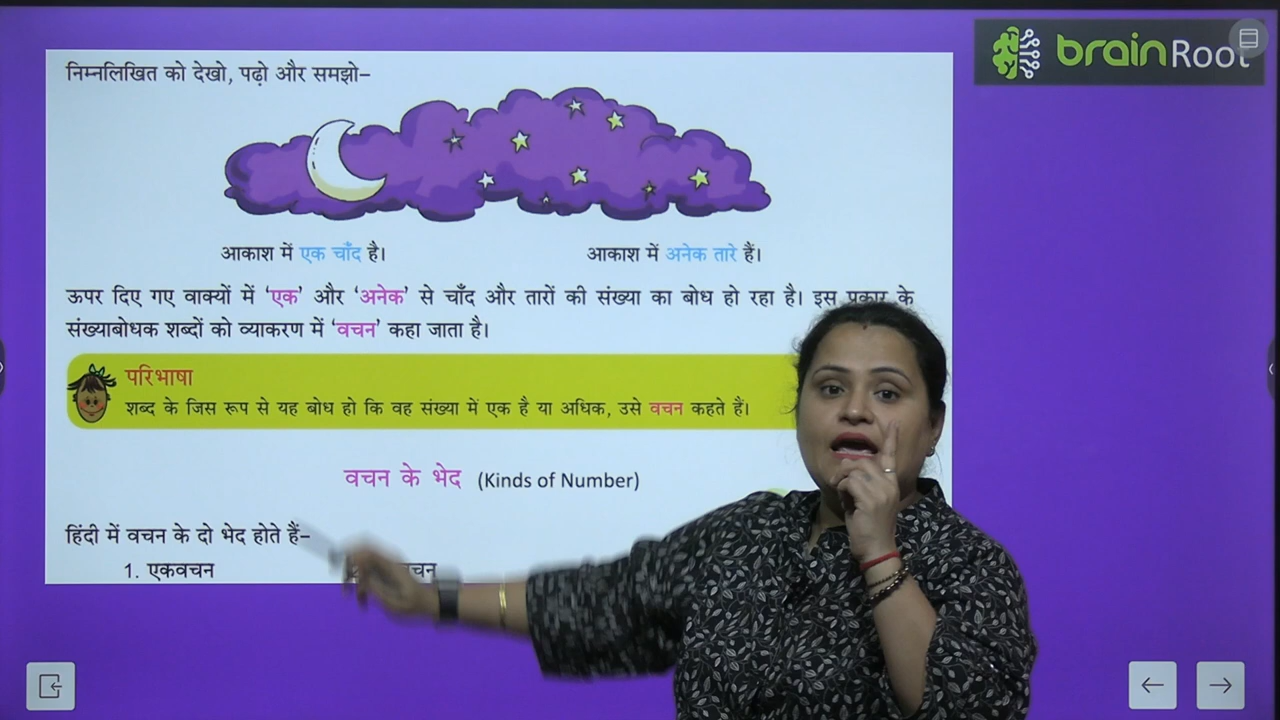 brainRoot
निम्नलिखित को देखो, पढ़ो और समझो–
आकाश में एक चाँद है।
आकाश में अनेक तारे हैं।
ऊपर दिए गए वाक्यों में ‘एक’ और ‘अनेक’ से चाँद और तारों की संख्या का बोध हो रहा है। इस प्रकार के
संख्याबोधक शब्दों को व्याकरण में ‘वचन’ कहा जाता है।
परिभाषा
शब्द के जिस रूप से यह बोध हो कि वह संख्या में एक है या अधिक, उसे वचन कहते हैं।
वचन के भेद (Kinds of Number)
हिंदी में वचन के दो भेद होते हैं–
1. एकवचन